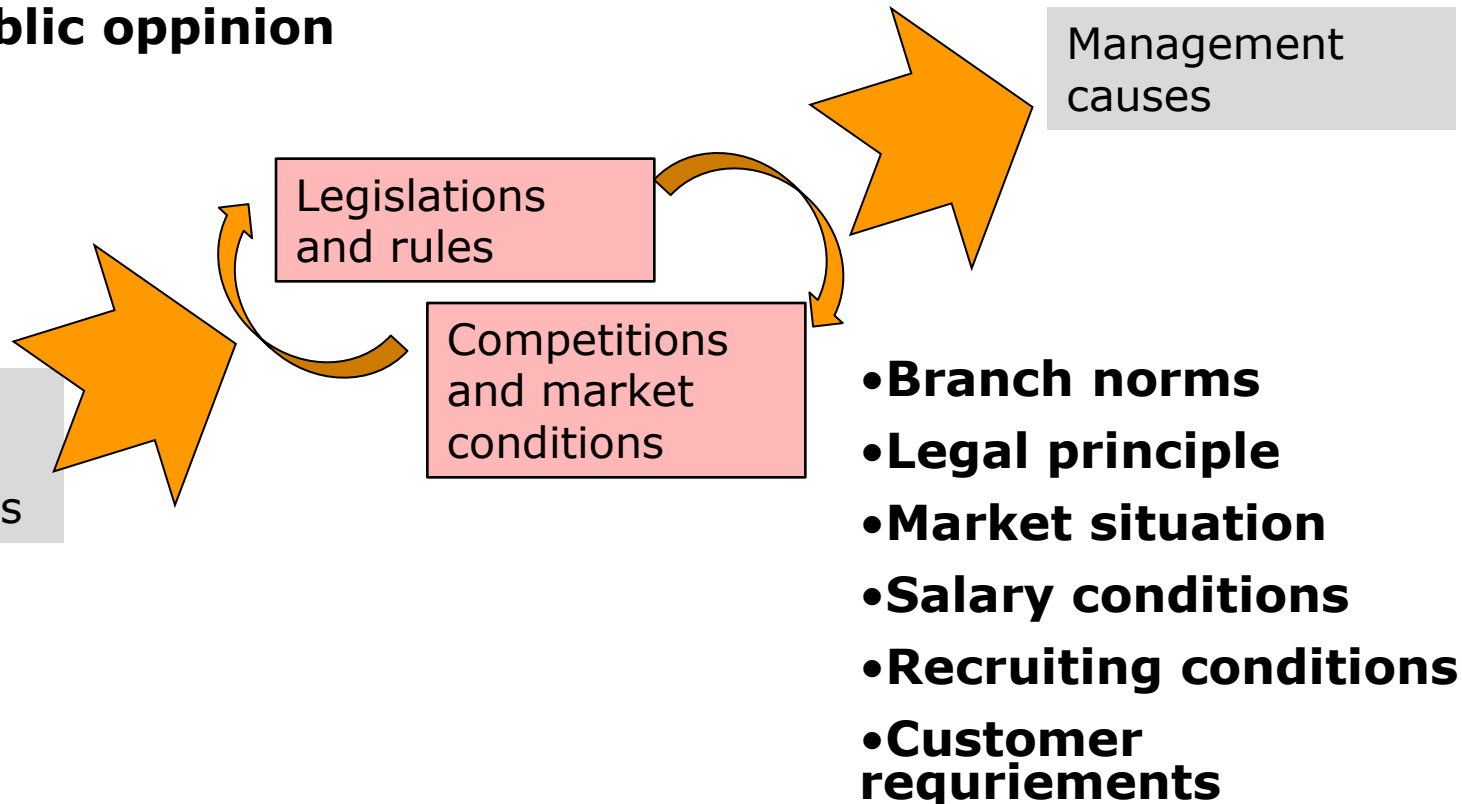 blic oppinion
Management
causes
Legislations
and rules
Competitions
and market
conditions
s
•Branch norms
•Legal principle
•Market situation
•Salary conditions
•Recruiting conditions
•Customer
requriements